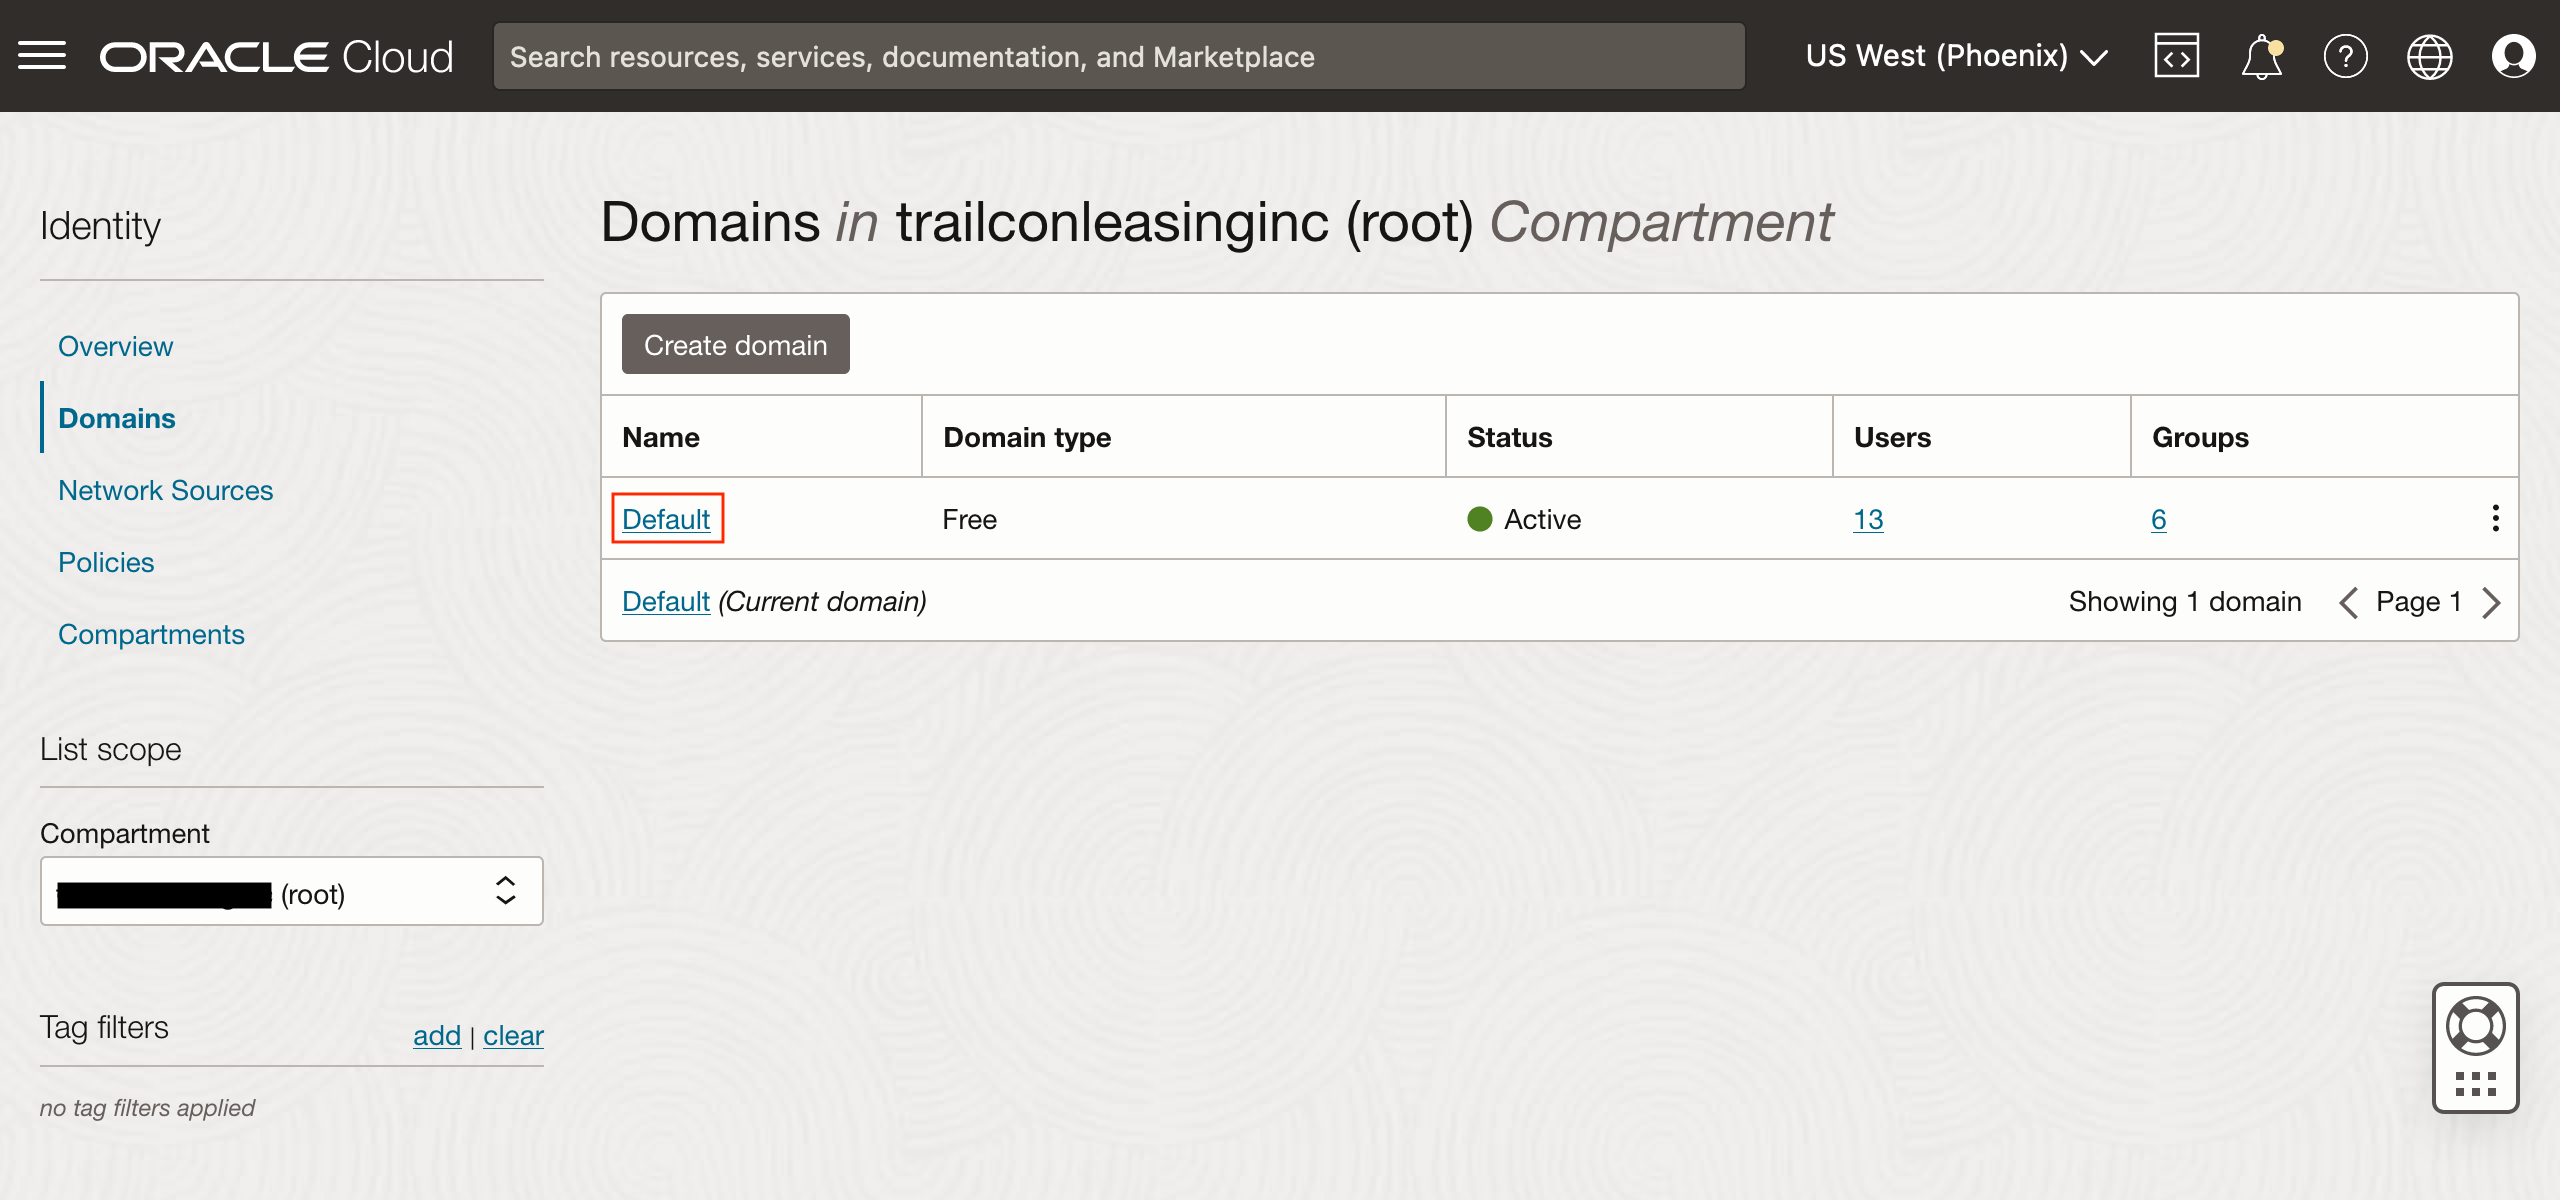 ORACLE Cloud
Search resources, services, documentation, and Marketplace
US West (Phoenix)
Identity
Overview
Domains
Network Sources
Policies
Compartments
List scope
Compartment
(root)
Tag filters
add | clear
no tag filters applied
Domains in trailconleasinginc (root) Compartment
Create domain
Name Domain type Status Users Groups
Default Free Active 13 6
Default (Current domain) Showing 1 domain Page 1